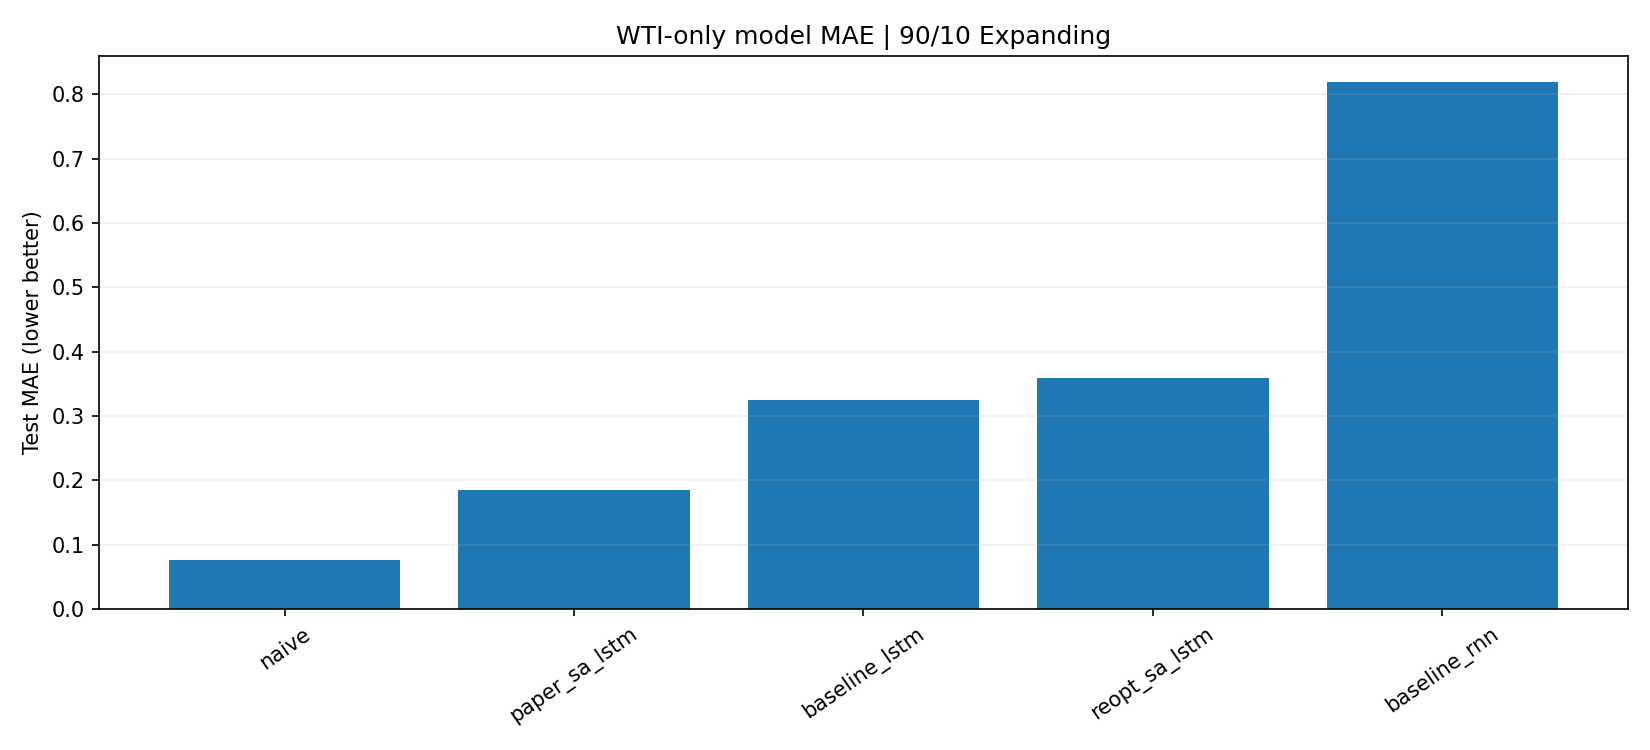 WTI-only model MAE | 90/10 Expanding
Test MAE (lower better)
0.8
0.7
0.6
0.5
0.4
0.3
0.2
0.1
0.0
naive
paper_sa_lstm
baseline_lstm
reopt_sa_lstm
baseline_rnn